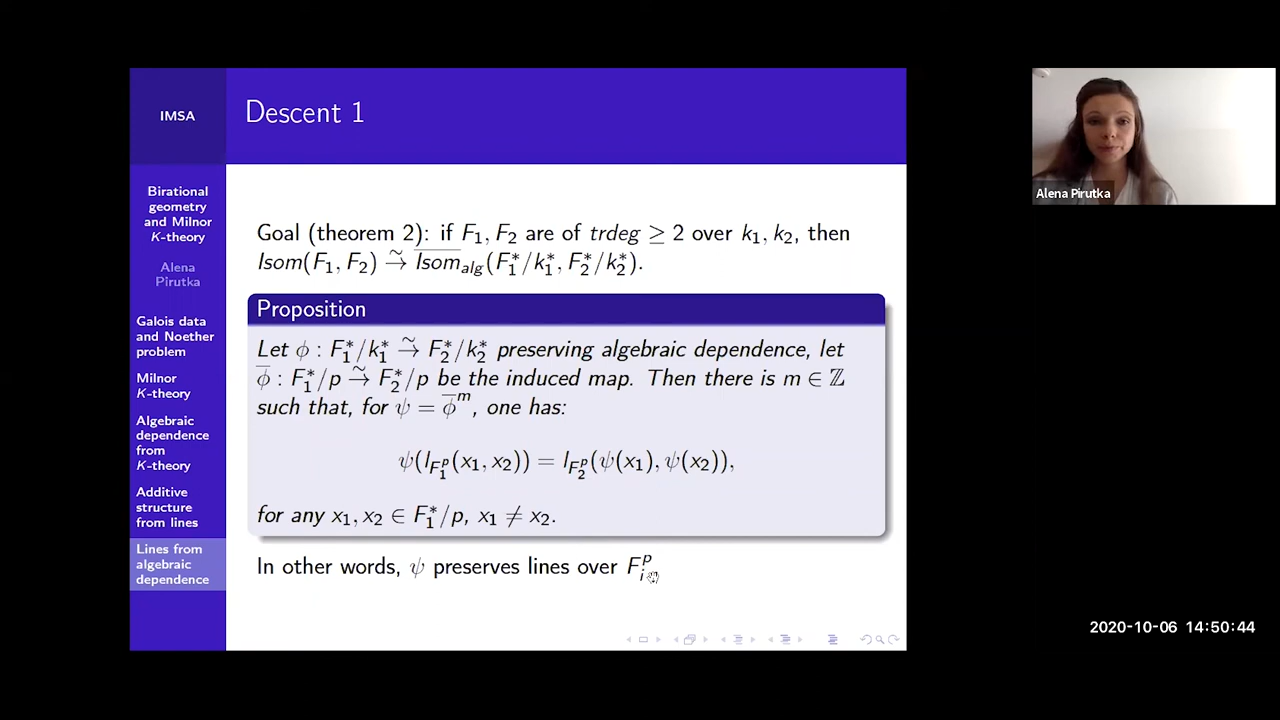 IMSA
Descent 1
Birational
geometry
and Milnor
K-theory
Alena
Pirutka
Galois data
and Noether
problem
Milnor
K-theory
Algebraic
dependence
from
K-theory
Additive
structure
from lines
Lines from
algebraic
dependence
Goal (theorem 2): if F₁, F₂ are of trdeg ≥ 2 over k₁, k₂, then
Isom(F₁, F₂) →̃ \overline{Isom}_{alg}(F₁*/k₁*, F₂*/k₂*).
Proposition
Let ϕ : F₁*/k₁* →̃ F₂*/k₂* preserving algebraic dependence, let
\overline{ϕ} : F₁*/p →̃ F₂*/p be the induced map. Then there is m ∈ ℤ
such that, for ψ = \overline{ϕ}^m, one has:
ψ(l_{F₁^p}(x₁, x₂)) = l_{F₂^p}(ψ(x₁), ψ(x₂)),
for any x₁, x₂ ∈ F₁*/p, x₁ ≠ x₂.
In other words, ψ preserves lines over F_i^p
Alena Pirutka
2020-10-06 14:50:44